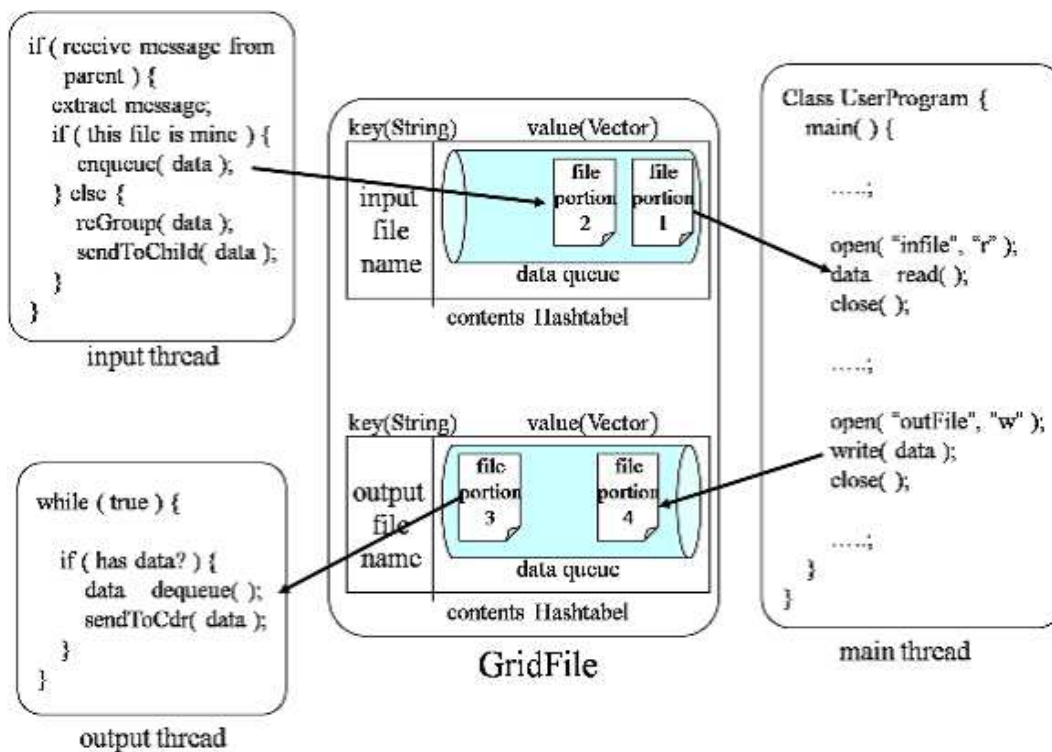 if ( receive message from
parent ) {
extract message;
if ( this file is mine ) {
enqueue( data );
} else {
reGroup( data );
sendToChild( data );
}
}
input thread
key(String) value(Vector)
input
file
name
file
portion
2
file
portion
1
data queue
contents Hashtabel
key(String) value(Vector)
output
file
name
file
portion
3
file
portion
4
data queue
contents Hashtabel
GridFile
while ( true ) {
if ( has data? ) {
data dequeue( );
sendToCdr( data );
}
}
output thread
Class UserProgram {
main( ) {
…..;
open( "infile", "r" );
data read( );
close( );
…..;
open( "outFile", "w" );
write( data );
close( );
…..;
}
}
main thread